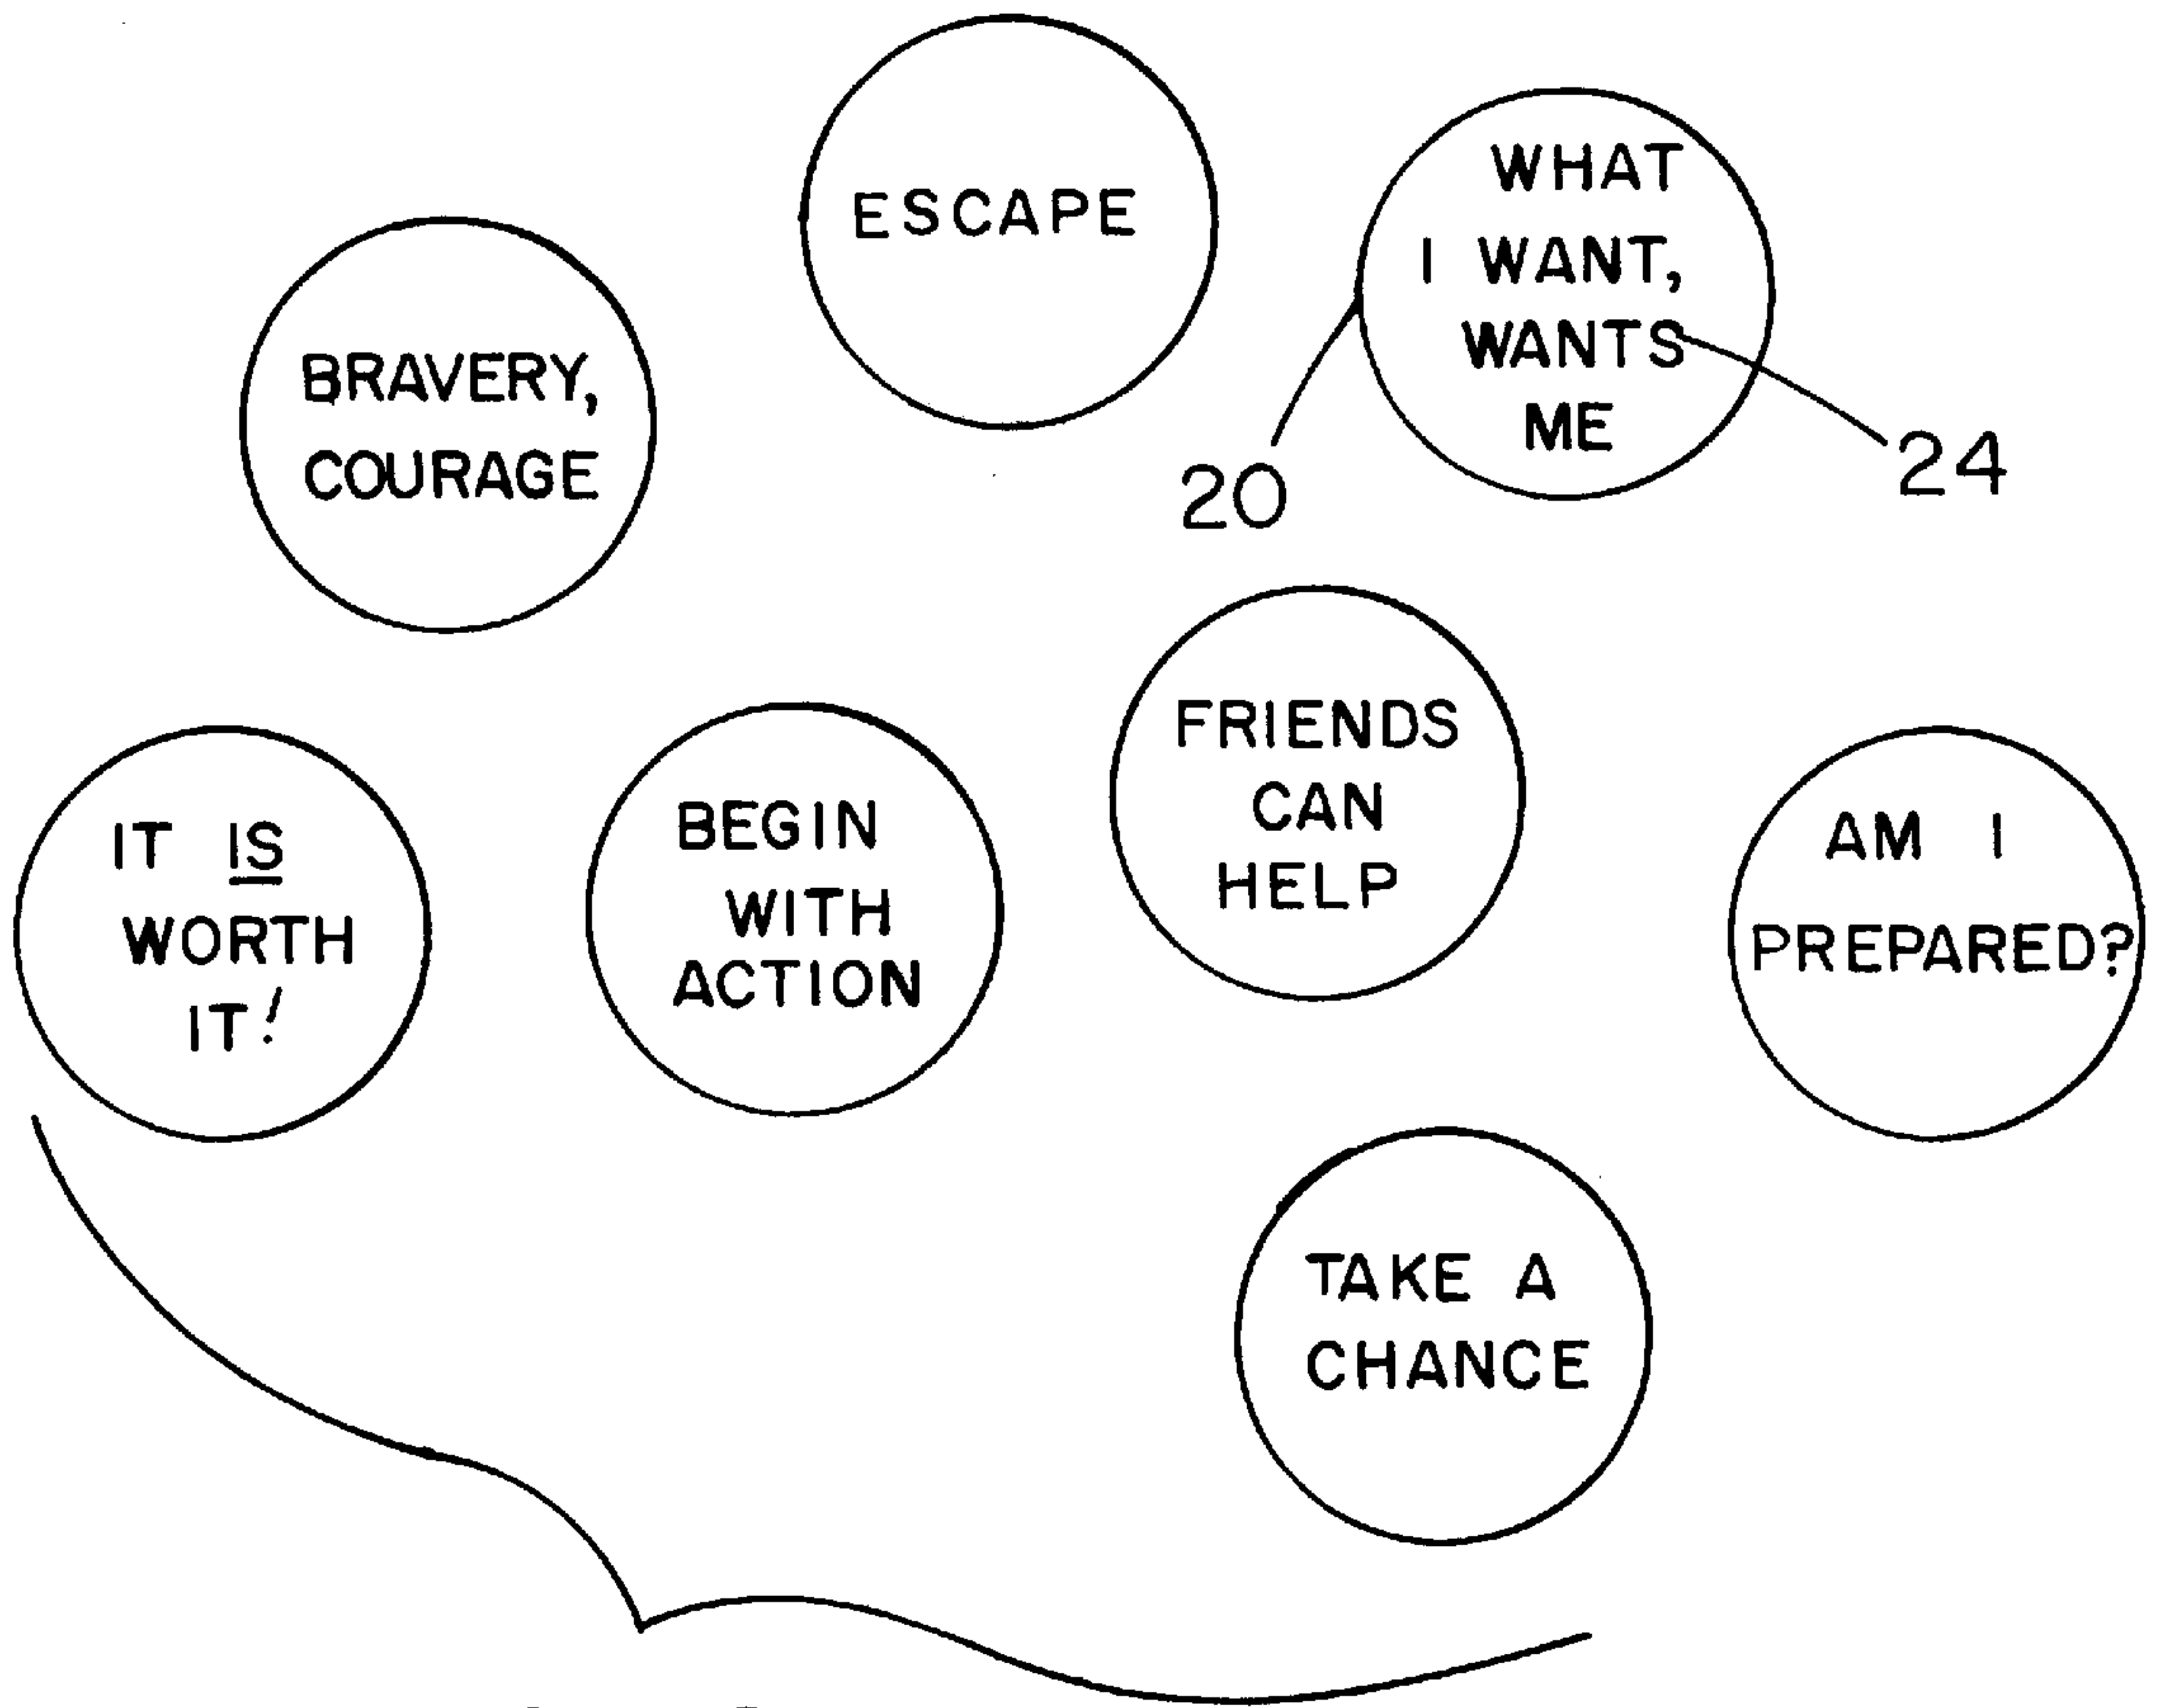 ESCAPE
WHAT
I WANT,
WANTS
ME
20
24
BRAVERY,
COURAGE
FRIENDS
CAN
HELP
IT IS
WORTH
IT!
BEGIN
WITH
ACTION
AM I
PREPARED?
TAKE A
CHANCE